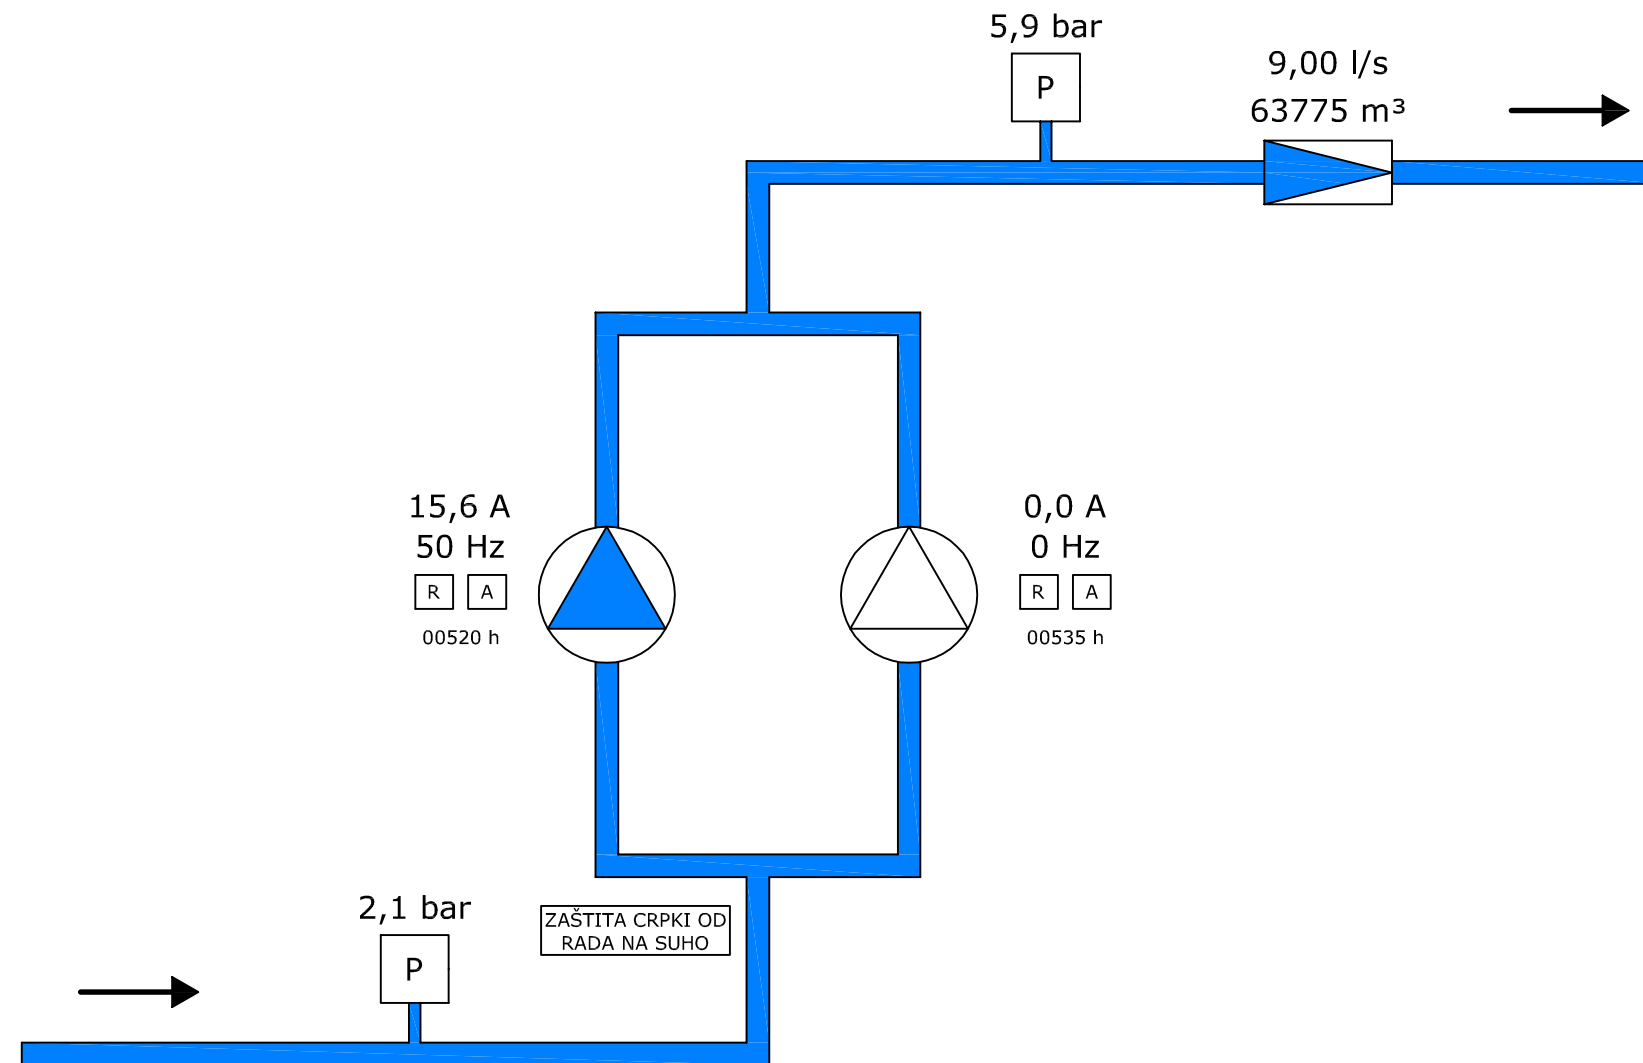 5,9 bar
P
9,00 l/s
63775 m³
15,6 A
50 Hz
R A
00520 h
0,0 A
0 Hz
R A
00535 h
2,1 bar
P
ZAŠTITA CRPKI OD
RADA NA SUHO